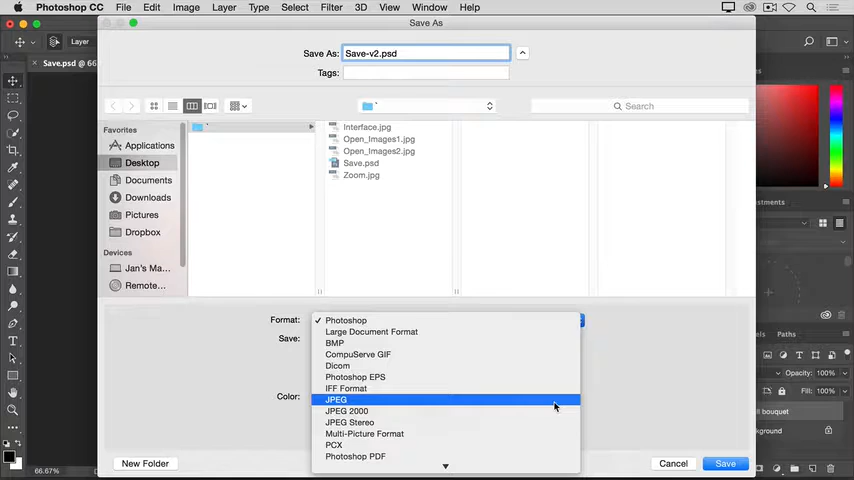 Photoshop CC File Edit Image Layer Type Select Filter 3D View Window Help
Save As
Layer
Save As: Save-v2.psd
Tags:
Save.psd @ 66
Search
Favorites
Applications
Desktop
Documents
Downloads
Pictures
Dropbox
Devices
Jan's Ma...
Remote...
Interface.jpg
Open_Images1.jpg
Open_Images2.jpg
Save.psd
Zoom.jpg
Format:
Save:
Color:
✓ Photoshop
Large Document Format
BMP
CompuServe GIF
Dicom
Photoshop EPS
IFF Format
JPEG
JPEG 2000
JPEG Stereo
Multi-Picture Format
PCX
Photoshop PDF
New Folder
Cancel
Save
66.67%
justments
Paths
Opacity: 100%
Fill: 100%
ll bouquet
kground